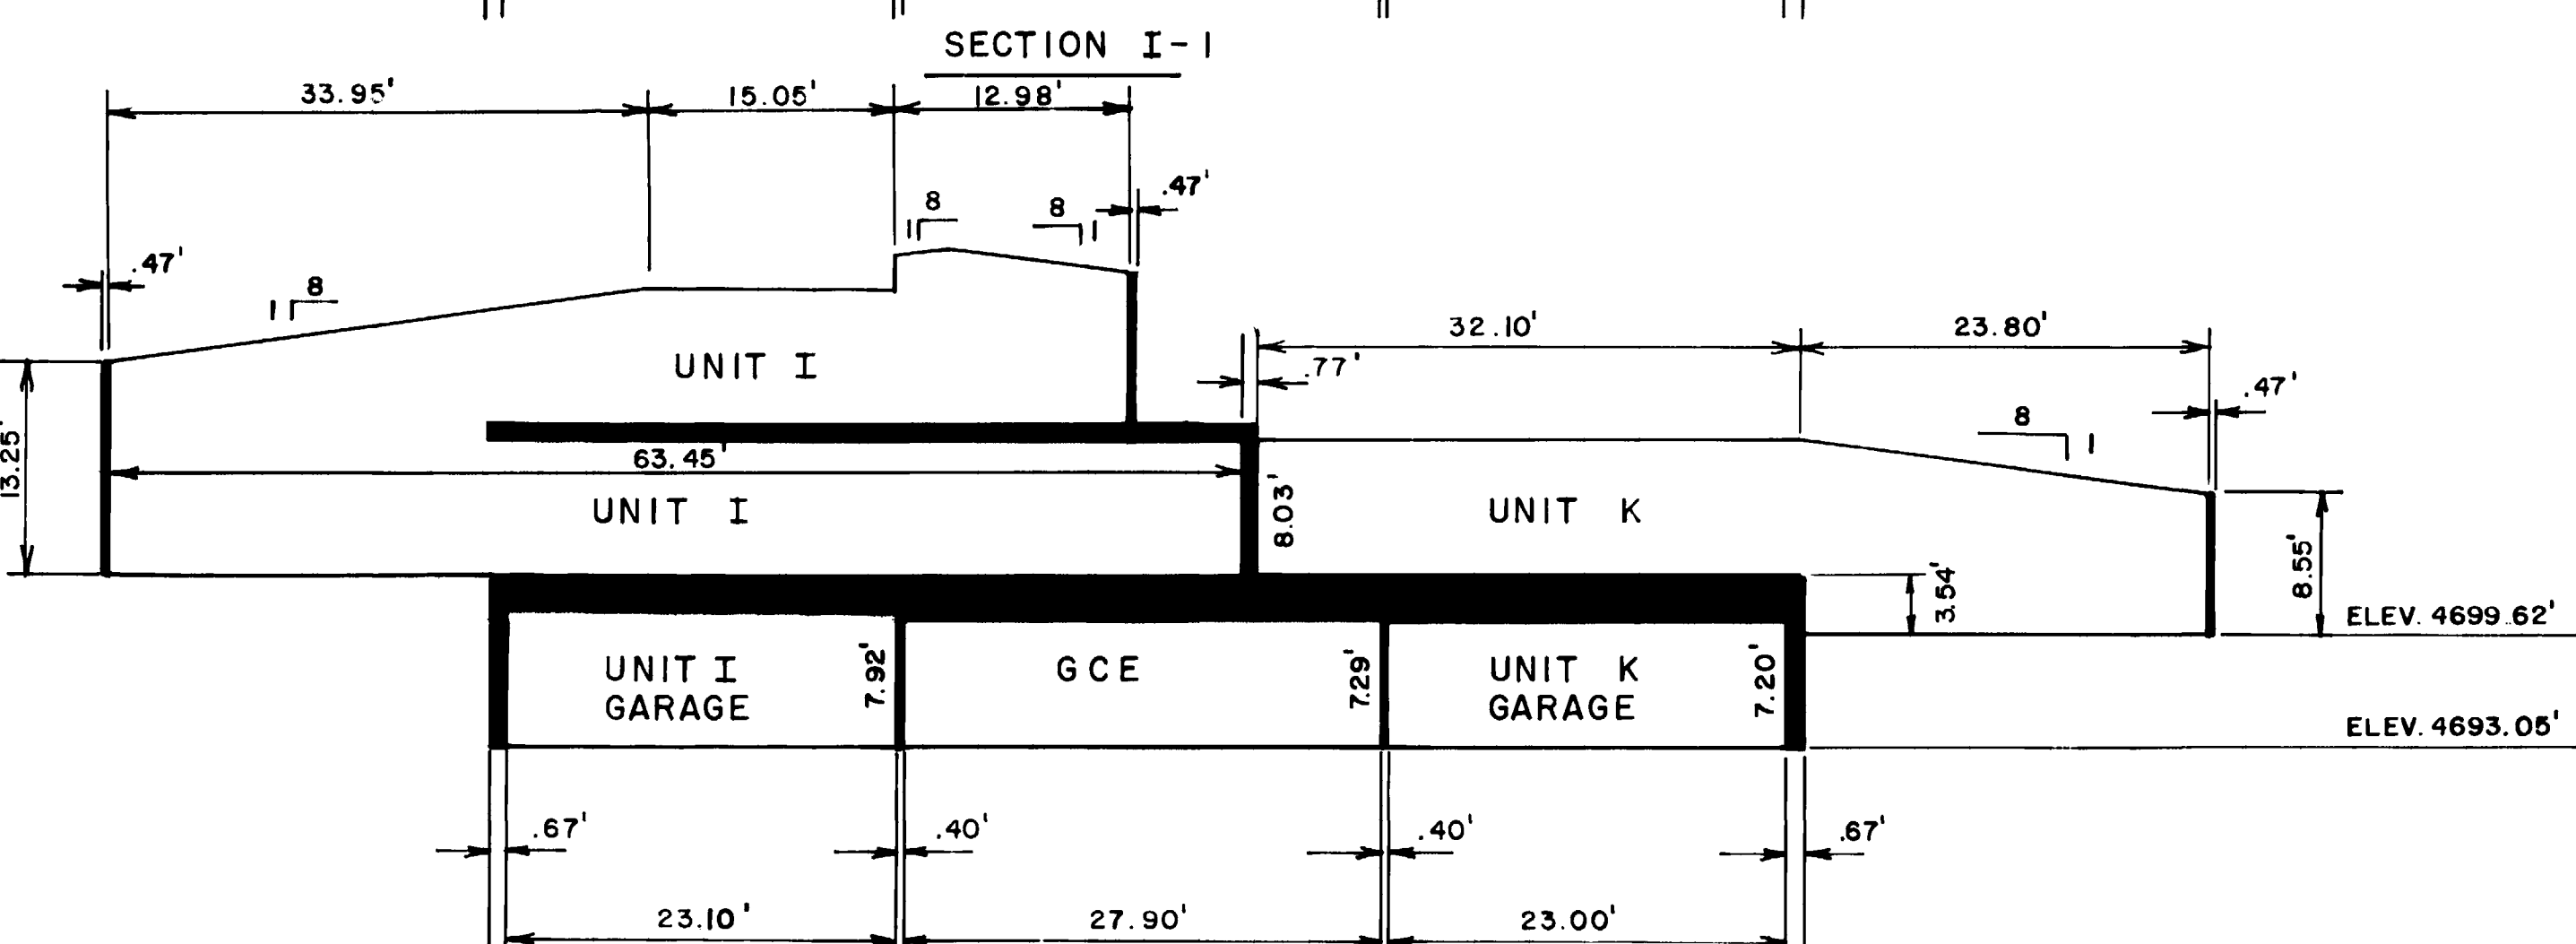 SECTION I-I
33.95' 15.05' 12.98'
.47'
8 8
I I
.47'
8
I
32.10' 23.80'
.77'
.47'
UNIT I
8
I
13.25'
63.45'
8.03'
UNIT I UNIT K
3.54'
8.55'
ELEV. 4699.62'
UNIT I
GARAGE
7.92'
GCE
7.29'
UNIT K
GARAGE
7.20'
ELEV. 4693.05'
.67' .40' .40' .67'
23.10' 27.90' 23.00'